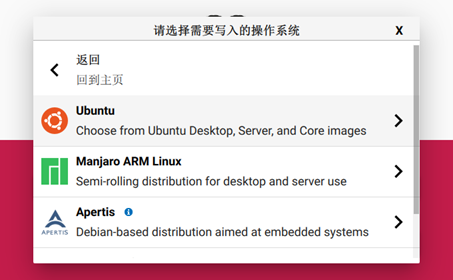 请选择需要写入的操作系统
X
返回
回到主页
Ubuntu
Choose from Ubuntu Desktop, Server, and Core images
Manjaro ARM Linux
Semi-rolling distribution for desktop and server use
APERTIS
Apertis
Debian-based distribution aimed at embedded systems